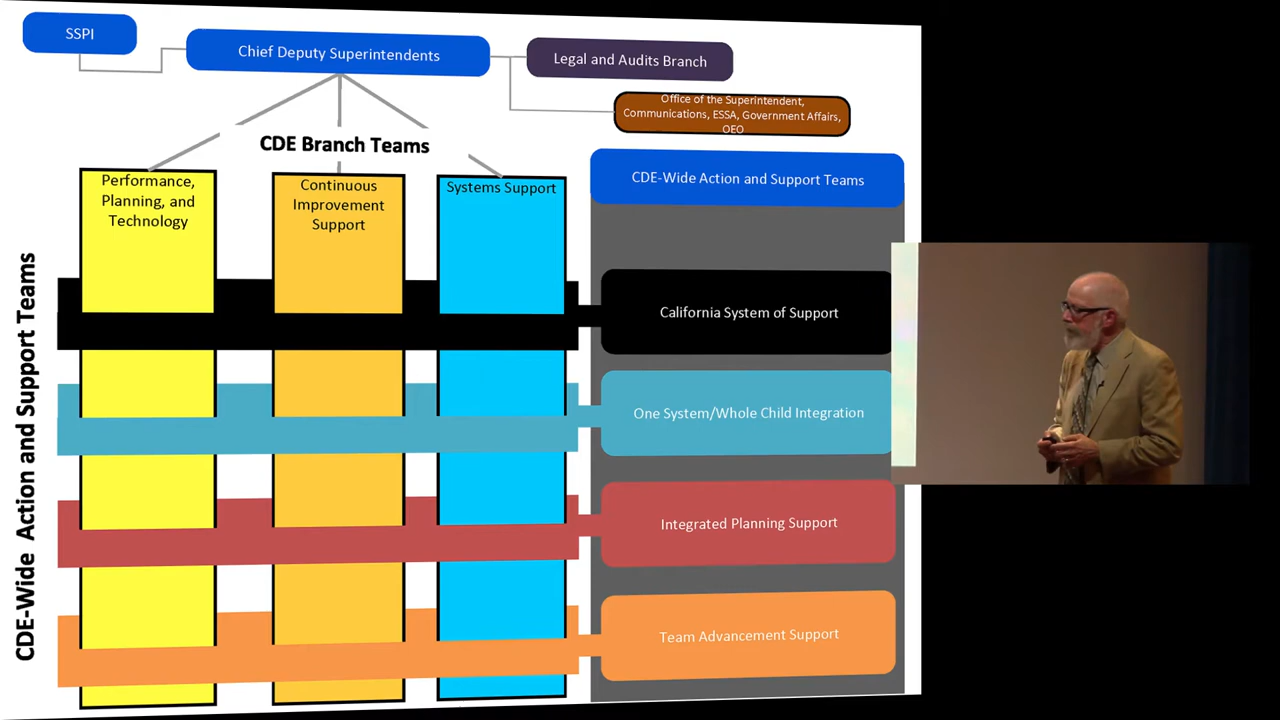 SSPI
Chief Deputy Superintendents
Legal and Audits Branch
Office of the Superintendent,
Communications, ESSA, Government Affairs,
OEO
CDE Branch Teams
CDE-Wide Action and Support Teams
Performance,
Planning, and
Technology
Continuous
Improvement
Support
Systems Support
CDE-Wide Action and Support Teams
California System of Support
One System/Whole Child Integration
Integrated Planning Support
Team Advancement Support